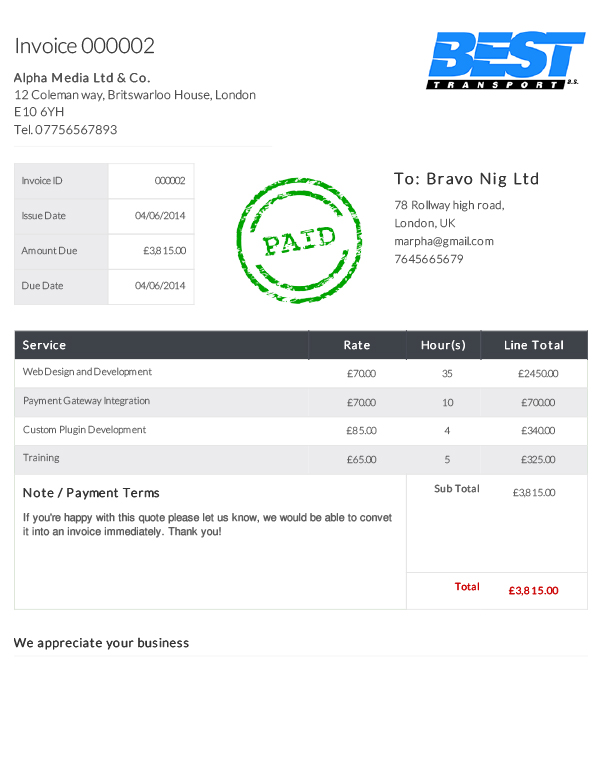 Invoice 000002
BEST
TRANSPORT B.S.
Alpha Media Ltd & Co.
12 Coleman way, Britswarloo House, London
E10 6YH
Tel. 07756567893
Invoice ID 000002
Issue Date 04/06/2014
Amount Due £3,815.00
Due Date 04/06/2014
PAID
To: Bravo Nig Ltd
78 Rollway high road,
London, UK
marpha@gmail.com
7645665679
Service Rate Hour(s) Line Total
Web Design and Development £70.00 35 £2450.00
Payment Gateway Integration £70.00 10 £700.00
Custom Plugin Development £85.00 4 £340.00
Training £65.00 5 £325.00
Note / Payment Terms
If you're happy with this quote please let us know, we would be able to convet
it into an invoice immediately. Thank you!
Sub Total £3,815.00
Total £3,815.00
We appreciate your business